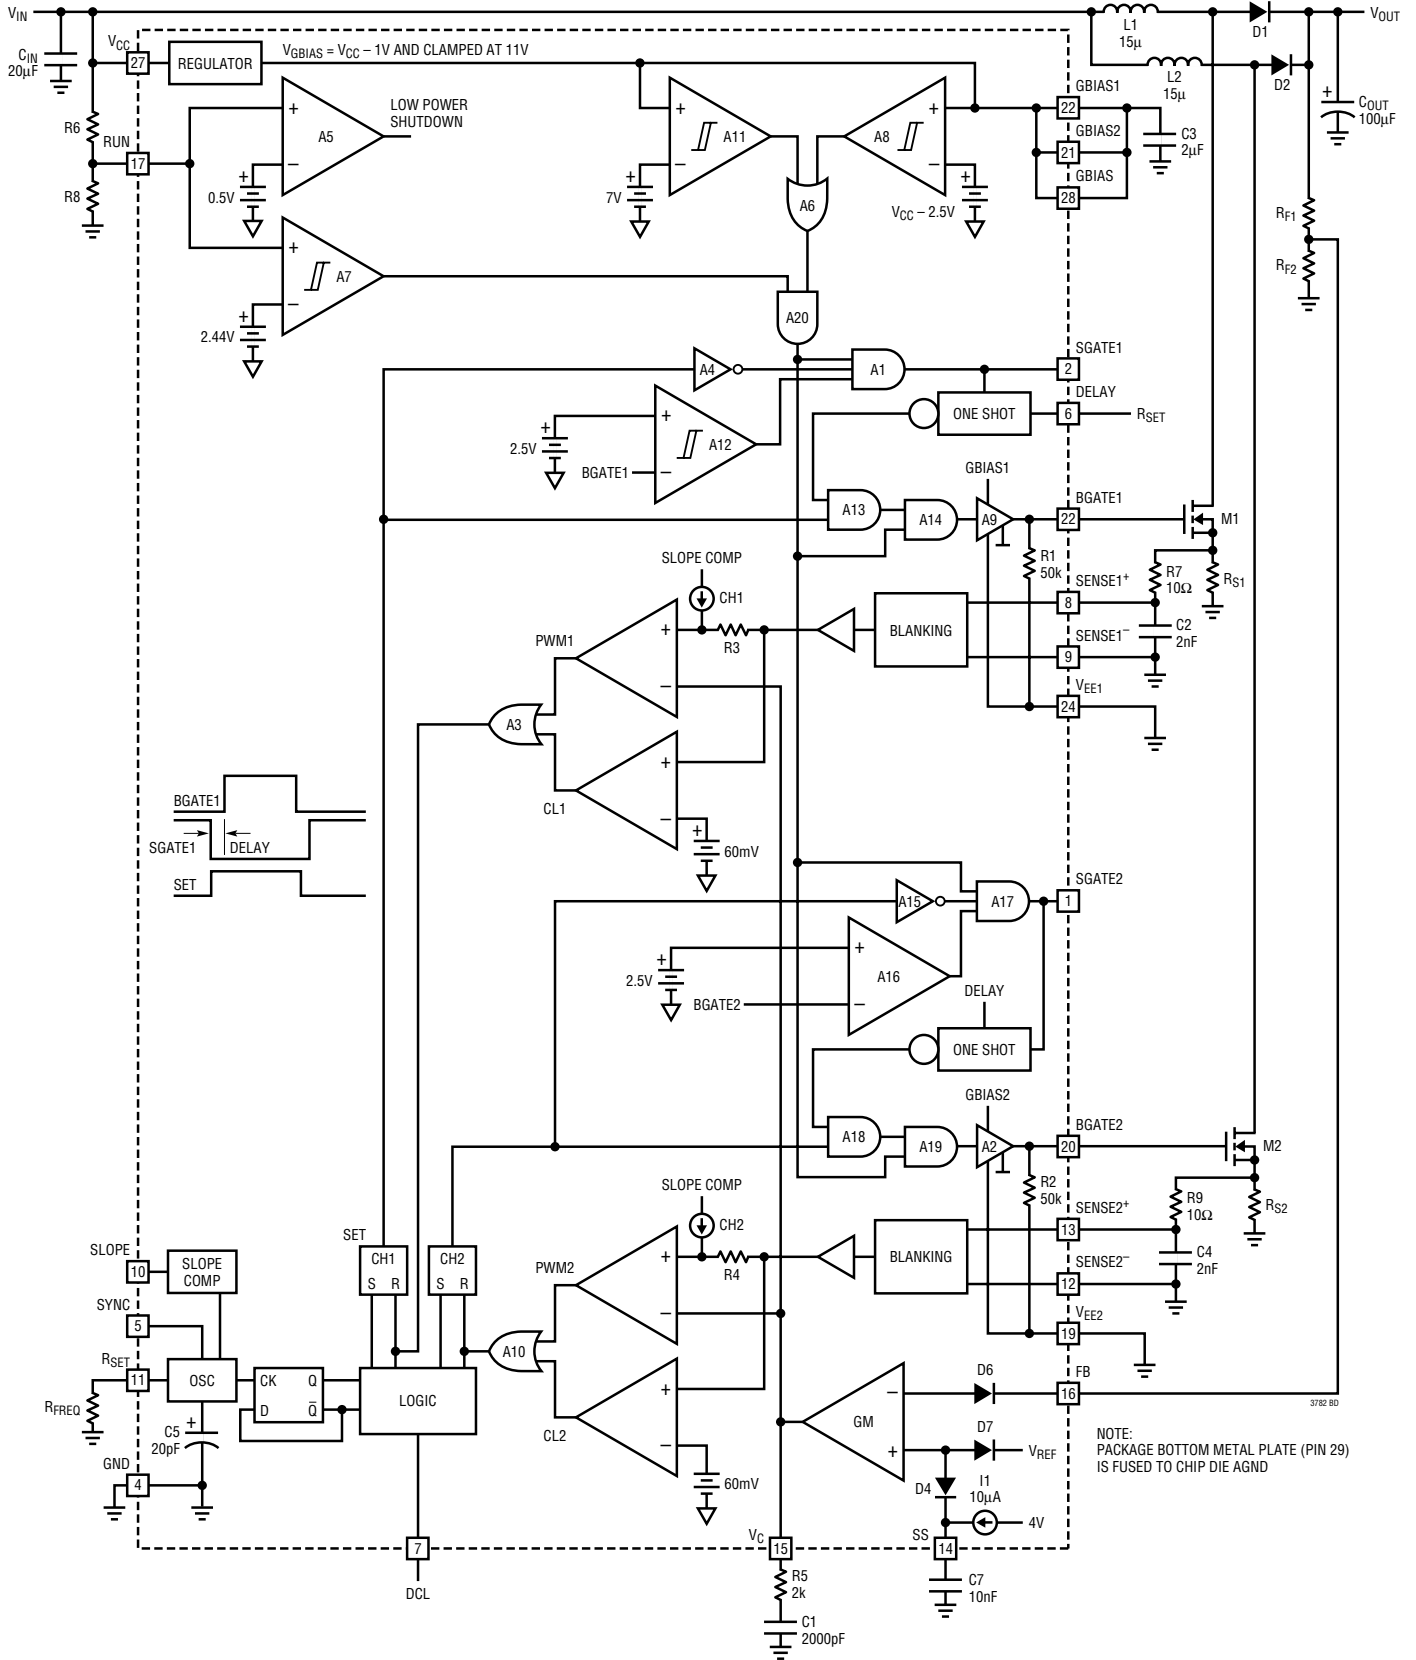 VIN
VOUT
L1
15µ
D1
L2
15µ
D2
CIN
20µF
VCC
27
REGULATOR
VGBIAS = VCC – 1V AND CLAMPED AT 11V
+
COUT
100µF
R6
RUN
17
R8
+
–
A5
LOW POWER
SHUTDOWN
+
0.5V
+
–
A11
+
7V
+
–
A8
+
VCC – 2.5V
A6
GBIAS1
22
GBIAS2
21
GBIAS
28
C3
2µF
RF1
RF2
+
–
A7
+
2.44V
A20
A4
A1
SGATE1
2
DELAY
6
RSET
ONE SHOT
+
2.5V
+
–
A12
BGATE1
GBIAS1
A13
A14
A9
BGATE1
22
M1
R1
50k
R7
10Ω
RS1
SENSE1+
8
SENSE1–
9
C2
2nF
VEE1
24
SLOPE COMP
CH1
R3
BLANKING
PWM1
+
–
A3
CL1
+
–
+
60mV
BGATE1
SGATE1
DELAY
SET
A15
A17
SGATE2
1
+
2.5V
+
–
A16
BGATE2
DELAY
ONE SHOT
GBIAS2
A18
A19
A2
BGATE2
20
M2
R2
50k
R9
10Ω
RS2
SENSE2+
13
SENSE2–
12
C4
2nF
VEE2
19
SLOPE COMP
CH2
R4
BLANKING
PWM2
+
–
A10
CL2
+
–
60mV
SET
CH1
S R
CH2
S R
SLOPE
10
SLOPE
COMP
SYNC
5
RSET
11
OSC
CK Q
D Q̅
LOGIC
RFREQ
+
C5
20pF
GND
4
GM
–
+
D6
FB
16
D7
VREF
D4
I1
10µA
4V
3782 BD
NOTE:
PACKAGE BOTTOM METAL PLATE (PIN 29)
IS FUSED TO CHIP DIE AGND
7
DCL
VC
15
R5
2k
C1
2000pF
SS
14
C7
10nF